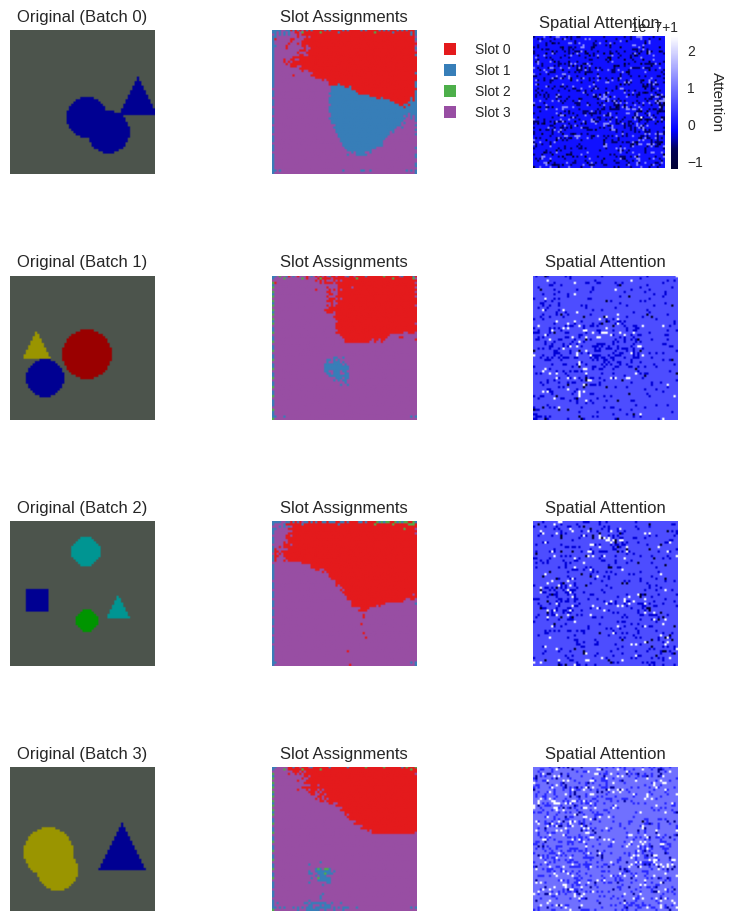 Original (Batch 0)
Slot Assignments
Spatial Attention
1e−7+1
Slot 0
Slot 1
Slot 2
Slot 3
2
1
0
−1
Attention
Original (Batch 1)
Slot Assignments
Spatial Attention
Original (Batch 2)
Slot Assignments
Spatial Attention
Original (Batch 3)
Slot Assignments
Spatial Attention